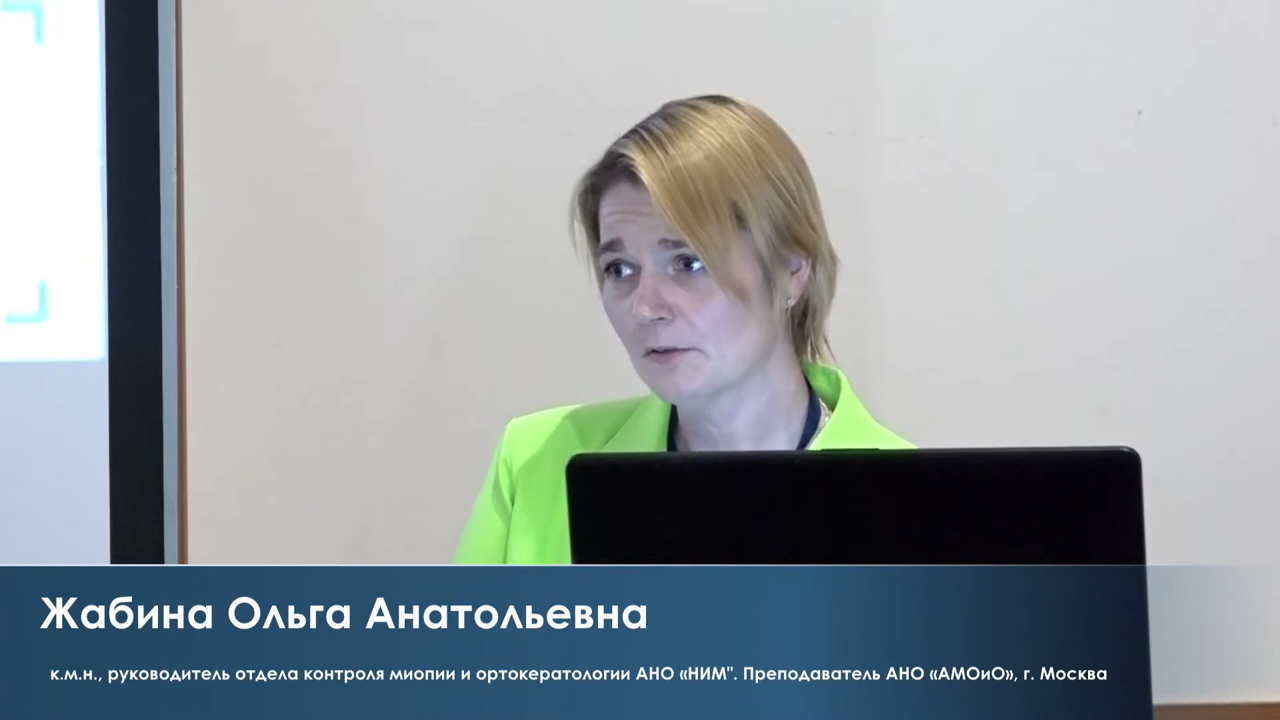 Жабина Ольга Анатольевна
к.м.н., руководитель отдела контроля миопии и ортокератологии АНО «НИМ". Преподаватель АНО «АМОиО», г. Москва